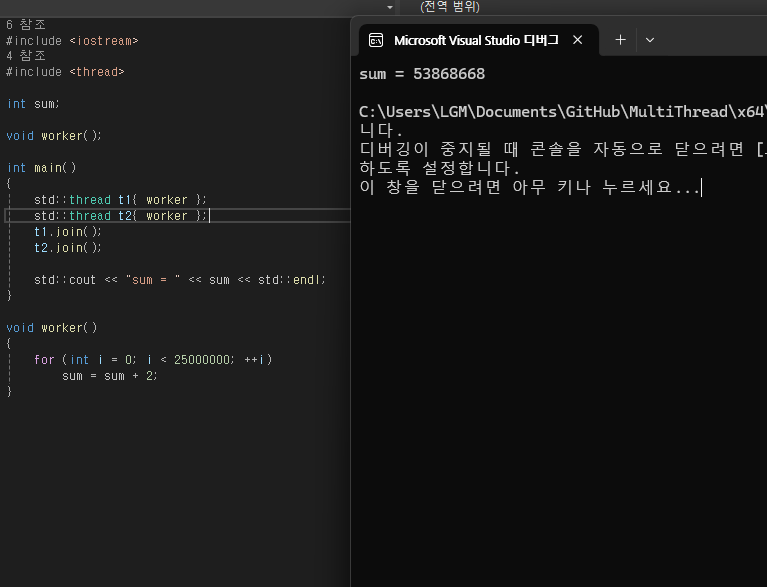 (전역 범위)
6 참조
#include <iostream>
4 참조
#include <thread>
int sum;
void worker();
int main()
{
std::thread t1{ worker };
std::thread t2{ worker };
t1.join();
t2.join();
std::cout << "sum = " << sum << std::endl;
}
void worker()
{
for (int i = 0; i < 25000000; ++i)
sum = sum + 2;
}
Microsoft Visual Studio 디버그
sum = 53868668
C:\Users\LGM\Documents\GitHub\MultiThread\x64\
니다.
디버깅이 중지될 때 콘솔을 자동으로 닫으려면 [
하도록 설정합니다.
이 창을 닫으려면 아무 키나 누르세요...